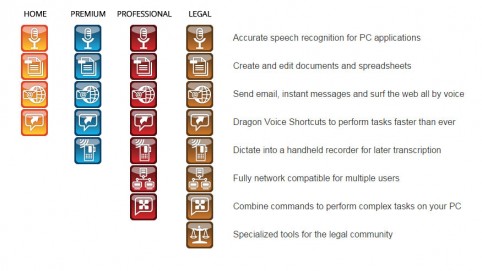 HOME PREMIUM PROFESSIONAL LEGAL
Accurate speech recognition for PC applications
Create and edit documents and spreadsheets
Send email, instant messages and surf the web all by voice
Dragon Voice Shortcuts to perform tasks faster than ever
Dictate into a handheld recorder for later transcription
Fully network compatible for multiple users
Combine commands to perform complex tasks on your PC
Specialized tools for the legal community